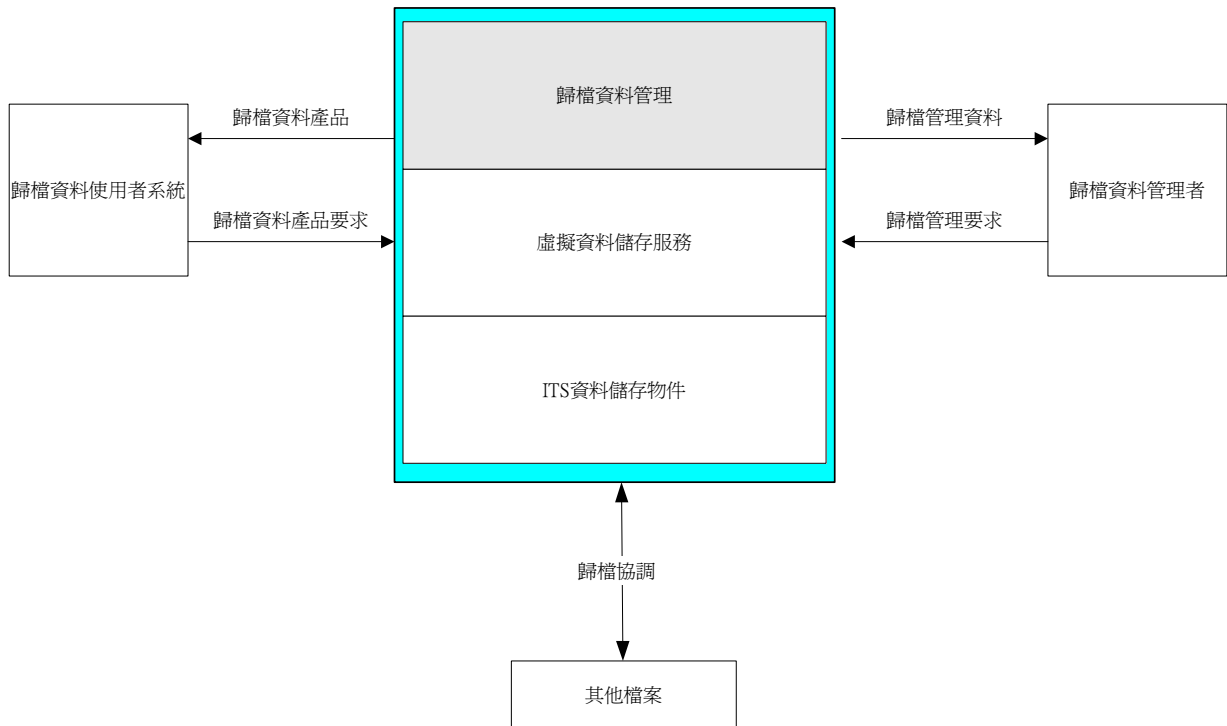 歸檔資料管理
歸檔資料產品
歸檔管理資料
歸檔資料使用者系統
歸檔資料管理者
歸檔資料產品要求
虛擬資料儲存服務
歸檔管理要求
ITS資料儲存物件
歸檔協調
其他檔案